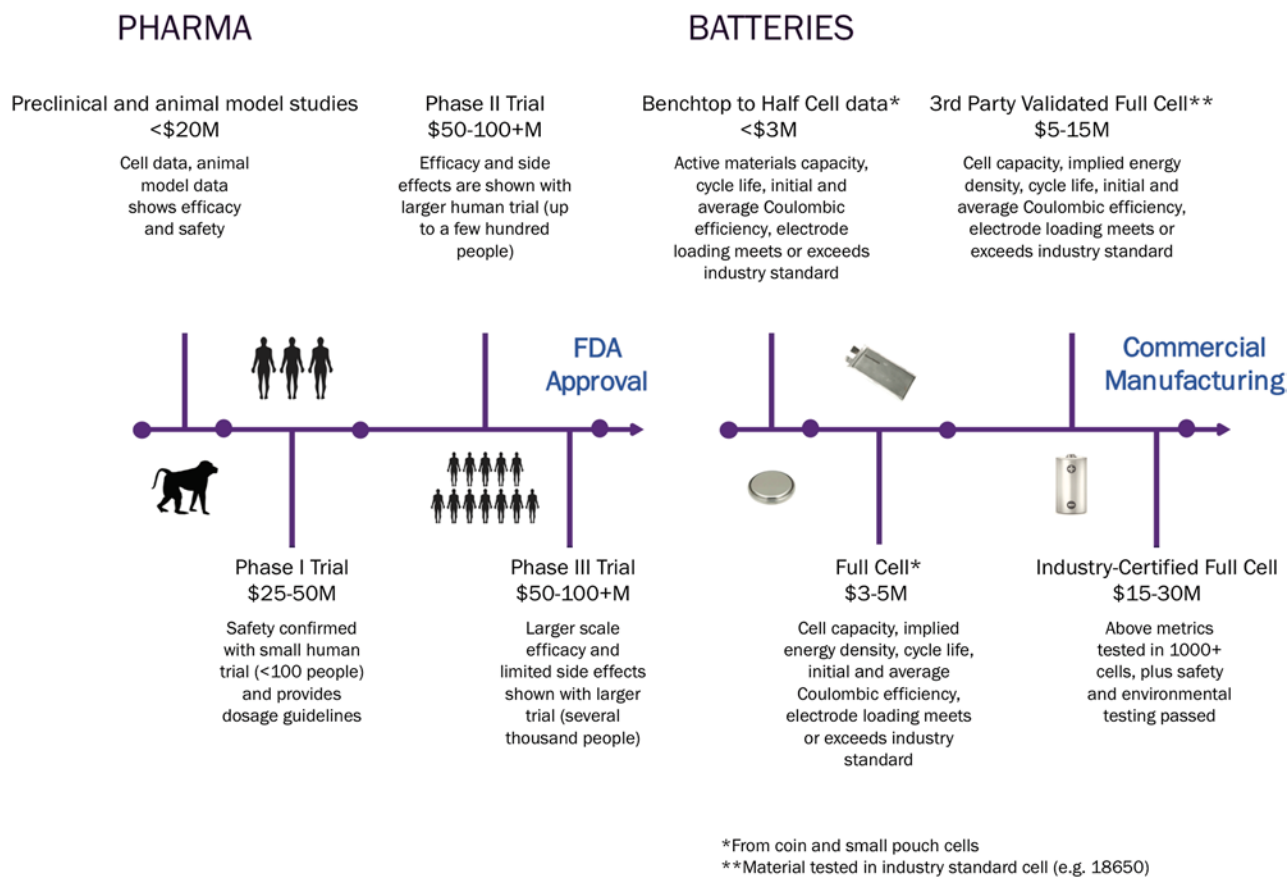 PHARMA
BATTERIES
Preclinical and animal model studies
<$20M
Cell data, animal
model data
shows efficacy
and safety
Phase II Trial
$50-100+M
Efficacy and side
effects are shown with
larger human trial (up
to a few hundred
people)
Benchtop to Half Cell data*
<$3M
Active materials capacity,
cycle life, initial and
average Coulombic
efficiency, electrode
loading meets or exceeds
industry standard
3rd Party Validated Full Cell**
$5-15M
Cell capacity, implied energy
density, cycle life, initial and
average Coulombic efficiency,
electrode loading meets or
exceeds industry standard
FDA
Approval
Commercial
Manufacturing
Phase I Trial
$25-50M
Safety confirmed
with small human
trial (<100 people)
and provides
dosage guidelines
Phase III Trial
$50-100+M
Larger scale
efficacy and
limited side effects
shown with larger
trial (several
thousand people)
Full Cell*
$3-5M
Cell capacity, implied
energy density, cycle life,
initial and average
Coulombic efficiency,
electrode loading meets
or exceeds industry
standard
Industry-Certified Full Cell
$15-30M
Above metrics
tested in 1000+
cells, plus safety
and environmental
testing passed
*From coin and small pouch cells
**Material tested in industry standard cell (e.g. 18650)